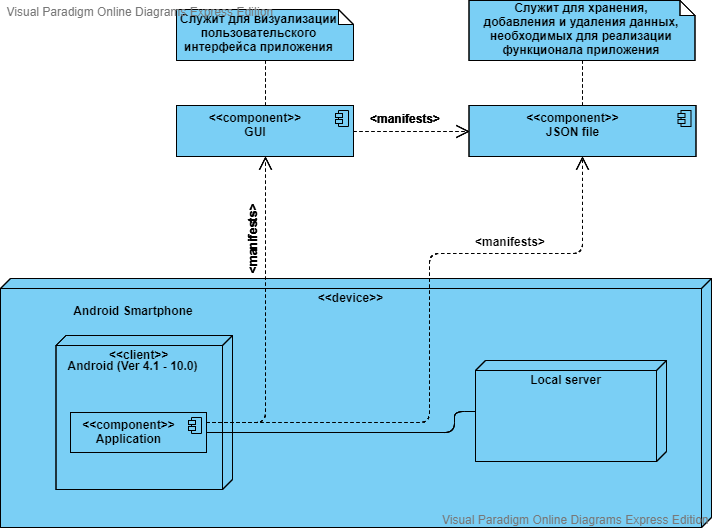 Visual Paradigm Online Diagrams Express Edition
Служит для визуализации
пользовательского
интерфейса приложения
Служит для хранения,
добавления и удаления данных,
необходимых для реализации
функционала приложения
<<component>>
GUI
<manifests>
<<component>>
JSON file
<manifests>
<manifests>
<<device>>
Android Smartphone
<<client>>
Android (Ver 4.1 - 10.0)
<<component>>
Application
Local server
Visual Paradigm Online Diagrams Express Edition